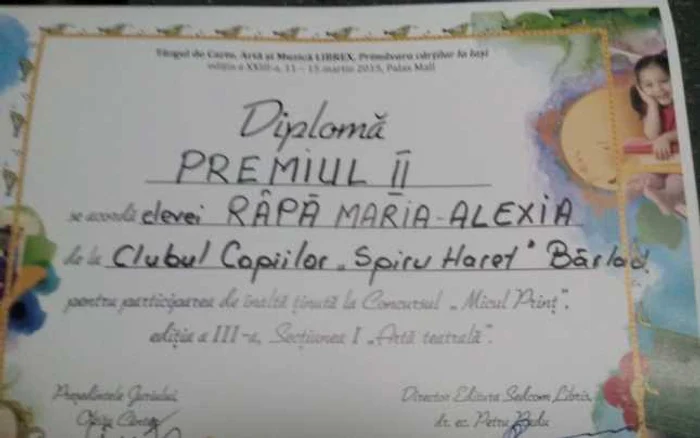 Târgul de Carte, Artă și Muzică LIBREX, Primăvara cărților la Iași
ediția a XXIII-a, 11 - 15 martie 2015, Palas Mall
Diplomă
PREMIUL II
se acordă elevei RÂPĂ MARIA-ALEXIA
de la Clubul Copiilor „Spiru Haret" Bârlad,
pentru participarea de înaltă ținută la Concursul „Micul Prinț",
ediția a III-a, Secțiunea I „Artă teatrală".
Președintele Juriului,
Director Editura Sedcom Libris,
dr. ec. Petru Radu